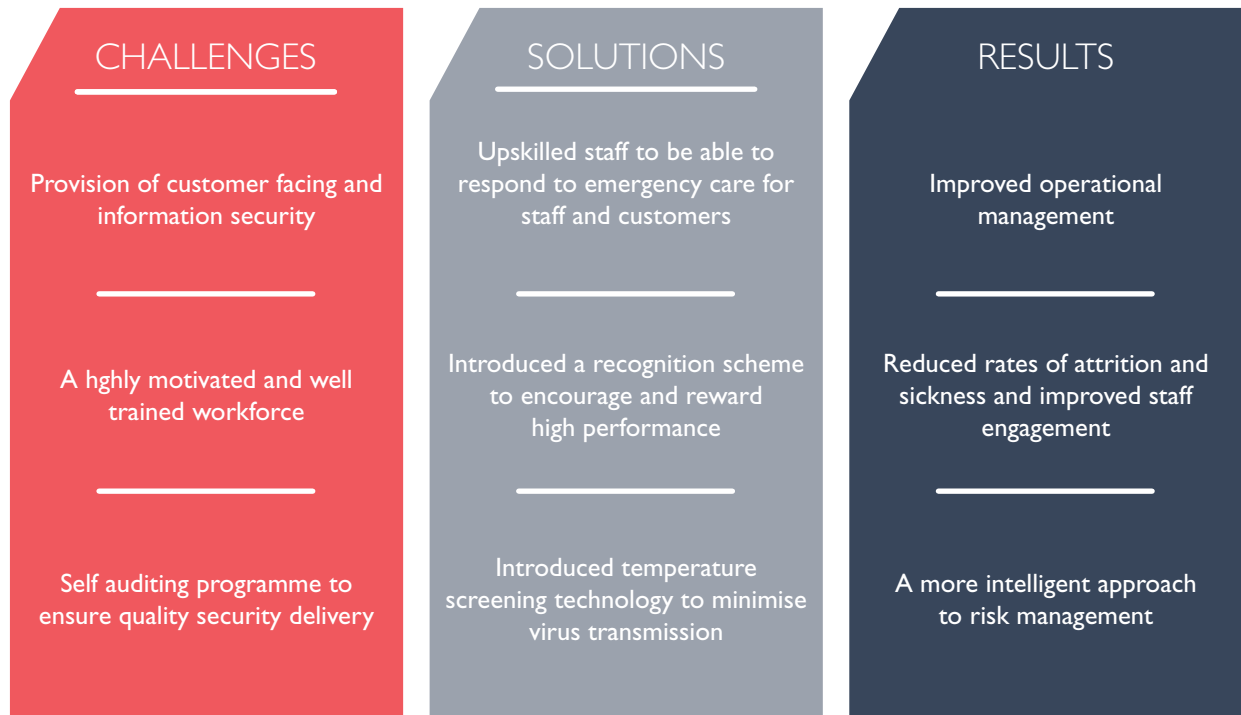 CHALLENGES
Provision of customer facing and
information security
A hghly motivated and well
trained workforce
Self auditing programme to
ensure quality security delivery
SOLUTIONS
Upskilled staff to be able to
respond to emergency care for
staff and customers
Introduced a recognition scheme
to encourage and reward
high performance
Introduced temperature
screening technology to minimise
virus transmission
RESULTS
Improved operational
management
Reduced rates of attrition and
sickness and improved staff
engagement
A more intelligent approach
to risk management